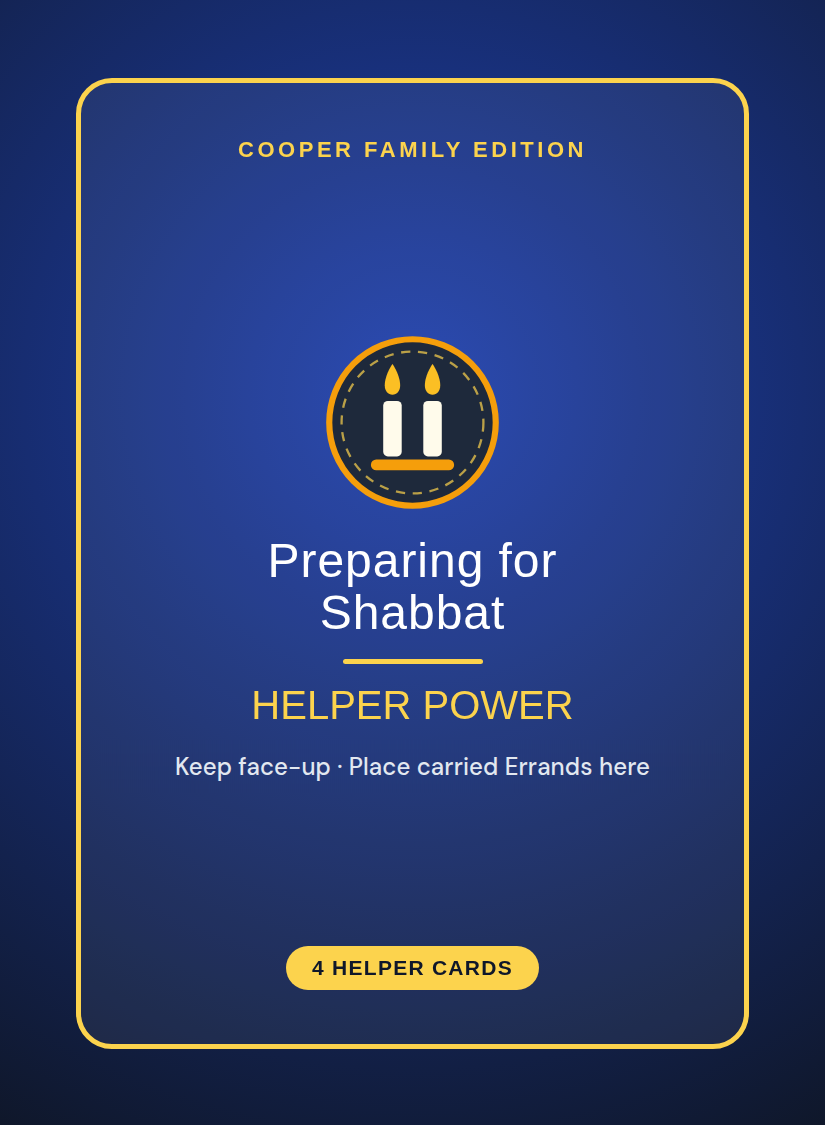 COOPER FAMILY EDITION
Preparing for
Shabbat
HELPER POWER
Keep face-up · Place carried Errands here
4 HELPER CARDS